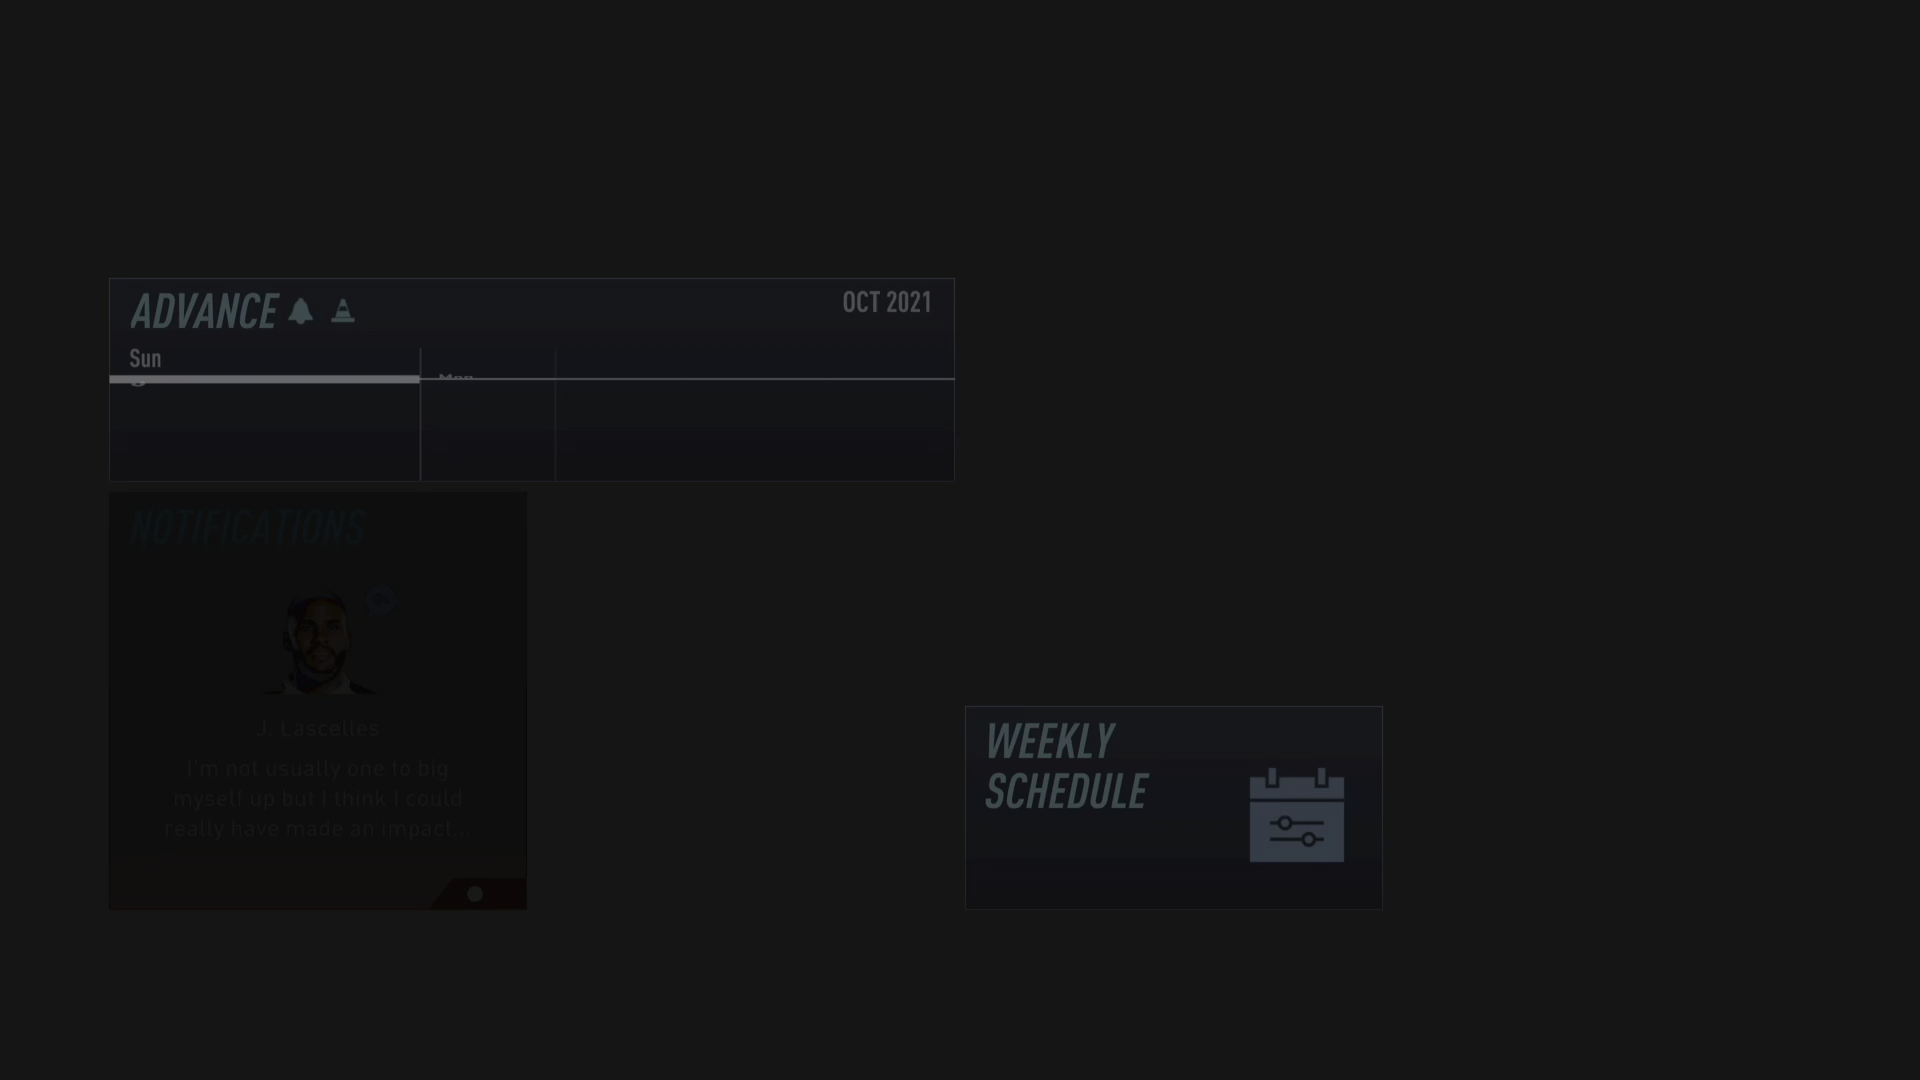 ADVANCE
OCT 2021
Sun
NOTIFICATIONS
J. Lascelles
I'm not usually one to big
myself up but I think I could
really have made an impact...
WEEKLY
SCHEDULE